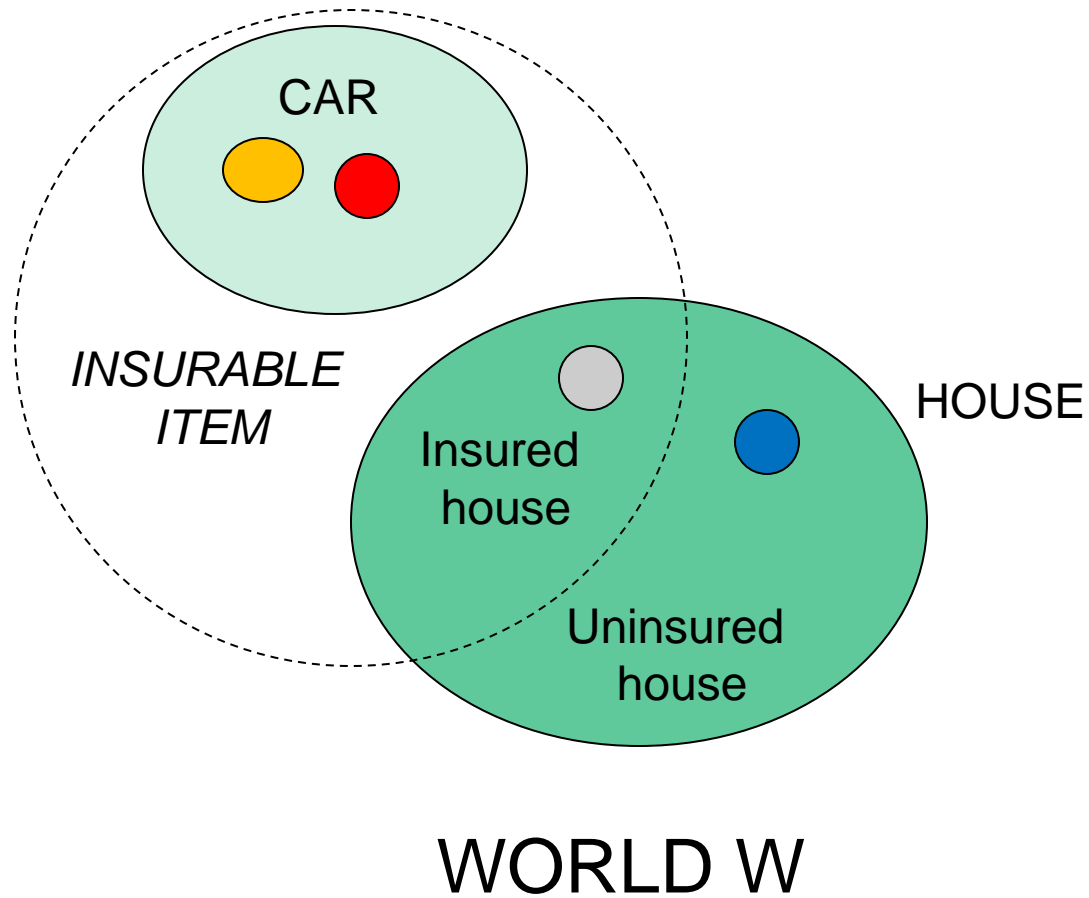 CAR
INSURABLE
ITEM
HOUSE
Insured
house
Uninsured
house
WORLD W